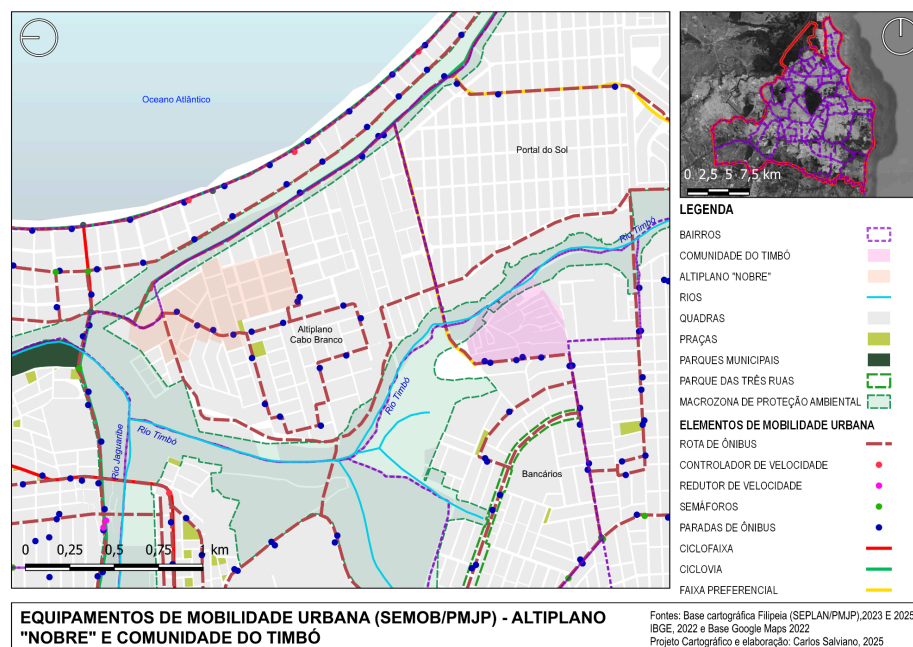 Oceano Atlântico
Portal do Sol
Rio Timbó
Altiplano
Cabo Branco
Rio Timbó
Rio Timbó
Rio Jaguaribe
Bancários
0 0,25 0,5 0,75 1 km
0 2,5 5 7,5 km
LEGENDA
BAIRROS
COMUNIDADE DO TIMBÓ
ALTIPLANO "NOBRE"
RIOS
QUADRAS
PRAÇAS
PARQUES MUNICIPAIS
PARQUE DAS TRÊS RUAS
MACROZONA DE PROTEÇÃO AMBIENTAL
ELEMENTOS DE MOBILIDADE URBANA
ROTA DE ÔNIBUS
CONTROLADOR DE VELOCIDADE
REDUTOR DE VELOCIDADE
SEMÁFOROS
PARADAS DE ÔNIBUS
CICLOFAIXA
CICLOVIA
FAIXA PREFERENCIAL
EQUIPAMENTOS DE MOBILIDADE URBANA (SEMOB/PMJP) - ALTIPLANO
"NOBRE" E COMUNIDADE DO TIMBÓ
Fontes: Base cartográfica Filipeia (SEPLAN/PMJP),2023 E 2025
IBGE, 2022 e Base Google Maps 2022
Projeto Cartográfico e elaboração: Carlos Salviano, 2025